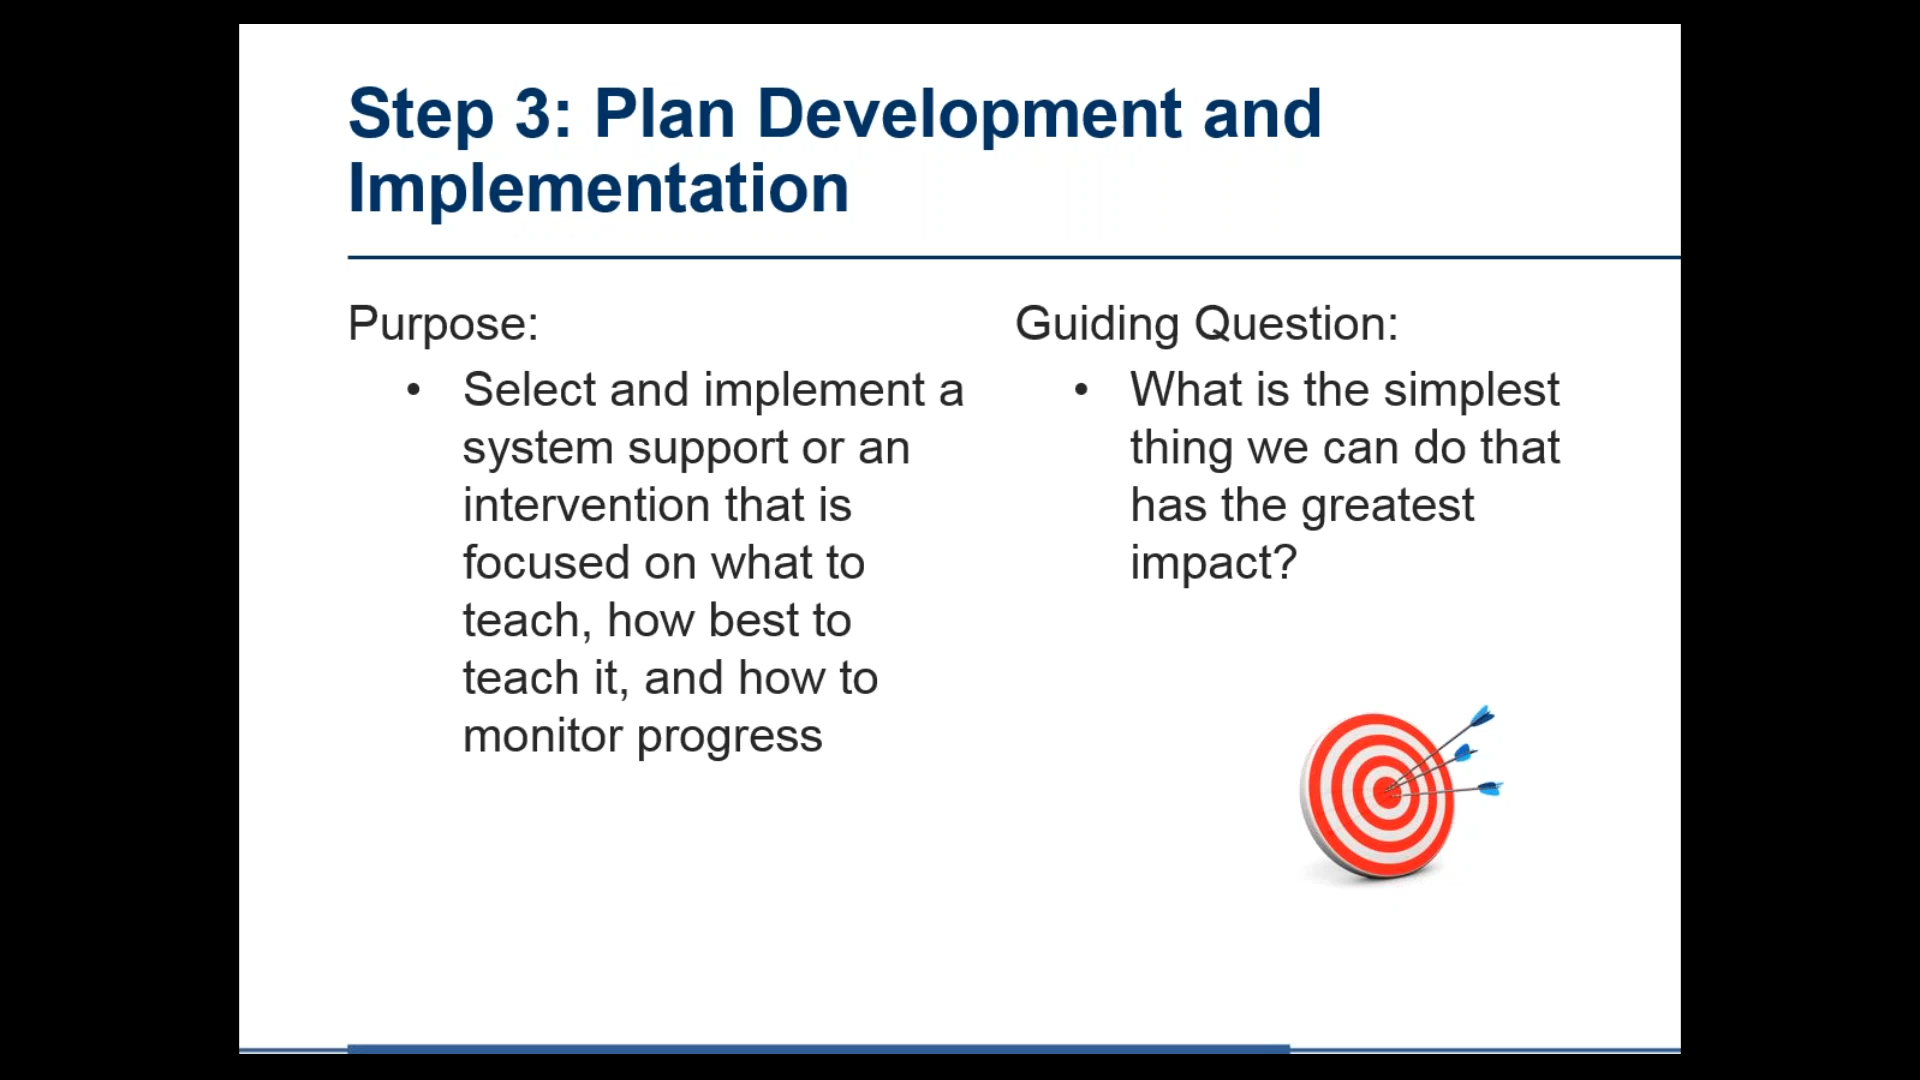 Step 3: Plan Development and
Implementation
Purpose:
• Select and implement a
system support or an
intervention that is
focused on what to
teach, how best to
teach it, and how to
monitor progress
Guiding Question:
• What is the simplest
thing we can do that
has the greatest
impact?